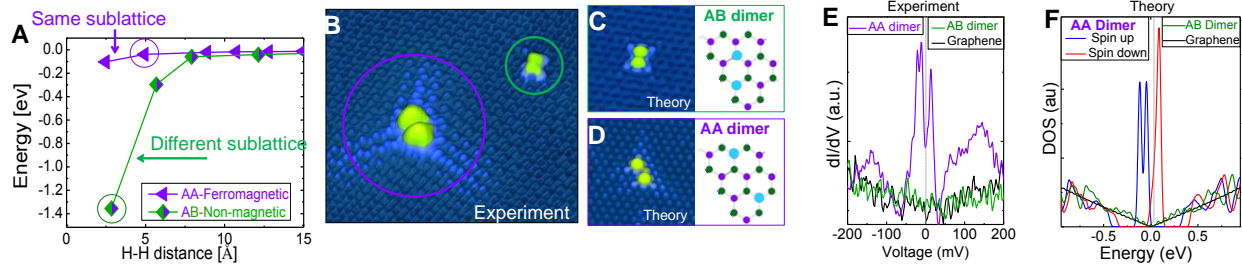 Same sublattice
A
0.0
-0.2
-0.4
-0.6
-0.8
-1.0
-1.2
-1.4
Energy [ev]
Different sublattice
AA-Ferromagnetic
AB-Non-magnetic
0 5 10 15
H-H distance [Å]
B
Experiment
C
AB dimer
Theory
D
AA dimer
Theory
E
Experiment
AA dimer
AB dimer
Graphene
dI/dV (a.u.)
-200 -100 0 100 200
Voltage (mV)
F
Theory
AA Dimer
Spin up
Spin down
AB Dimer
Graphene
DOS (au)
-0.5 0.0 0.5
Energy (eV)